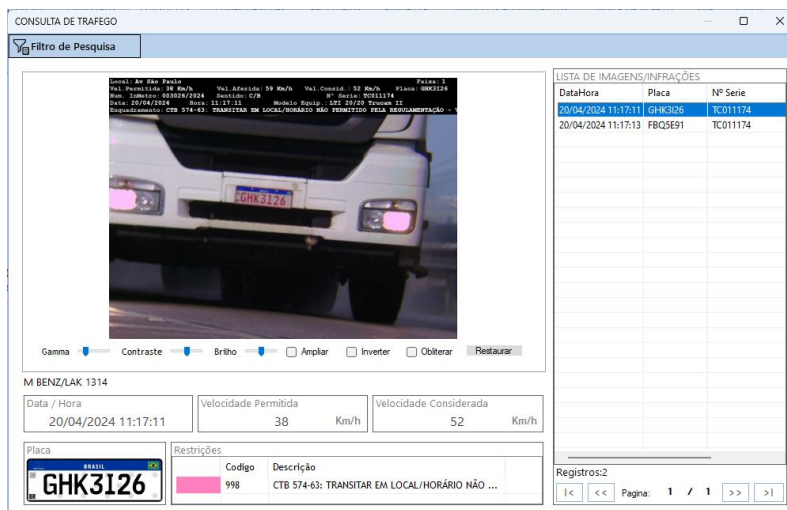 CONSULTA DE TRAFEGO
Filtro de Pesquisa
Local: Av São Paulo Faixa: 1
Vel.Permitida: 38 Km/h Vel.Aferida: 59 Km/h Vel.Consid.: 52 Km/h Placa: GHK3I26
Num. InMetro: 003026/2024 Sentido: C/B Nº Serie: TC011174
Data: 20/04/2024 Hora: 11:17:11 Modelo Equip.: LTI 20/20 Trucam II
Enquadramento: CTB 574-63: TRANSITAR EM LOCAL/HORÁRIO NÃO PERMITIDO PELA REGULAMENTAÇÃO - V
GHK3I26
Gamma Contraste Brilho Ampliar Inverter Obliterar Restaurar
M BENZ/LAK 1314
Data / Hora Velocidade Permitida Velocidade Considerada
20/04/2024 11:17:11 38 Km/h 52 Km/h
Placa Restrições
BRASIL
GHK3I26
BR
Codigo Descrição
998 CTB 574-63: TRANSITAR EM LOCAL/HORÁRIO NÃO ...
LISTA DE IMAGENS/INFRAÇÕES
DataHora Placa Nº Serie
20/04/2024 11:17:11 GHK3I26 TC011174
20/04/2024 11:17:13 FBQ5E91 TC011174
Registros:2
|< << Pagina: 1 / 1 >> >|